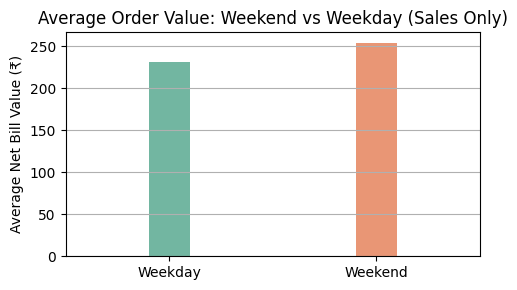 Average Order Value: Weekend vs Weekday (Sales Only)
Average Net Bill Value (₹)
250
200
150
100
50
0
Weekday
Weekend